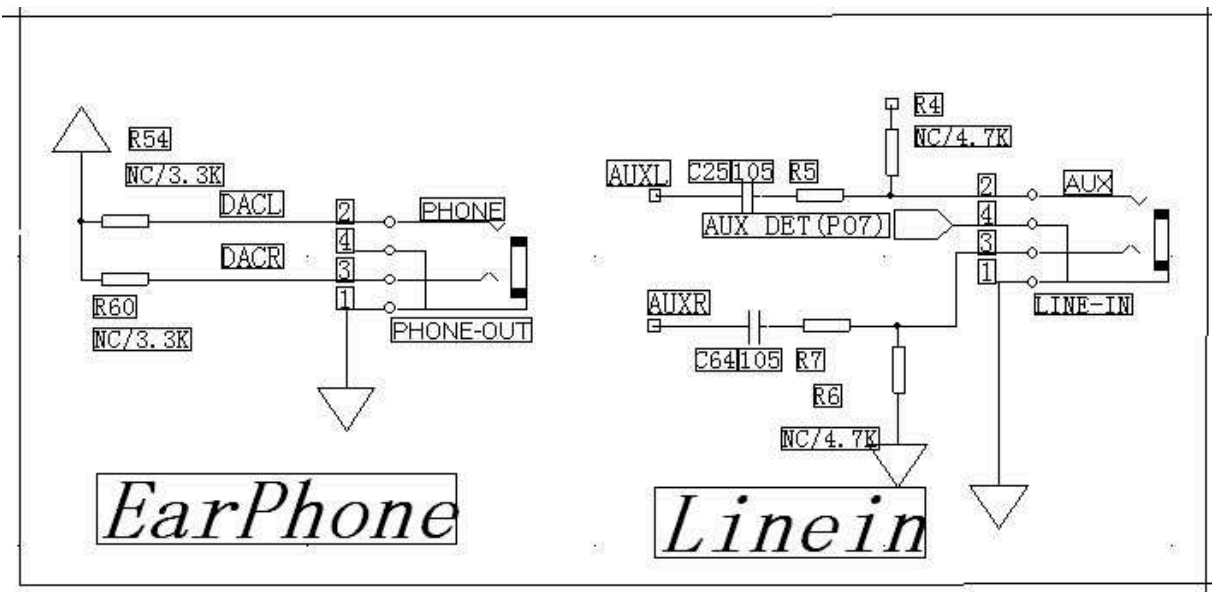 R54
NC/3.3K
DACL
PHONE
2
4
DACR
3
1
R60
NC/3.3K
PHONE-OUT
EarPhone
R4
NC/4.7K
AUXL
C25 105
R5
2
AUX
AUX DET(P07)
4
3
1
AUXR
LINE-IN
C64 105
R7
R6
NC/4.7K
Linein